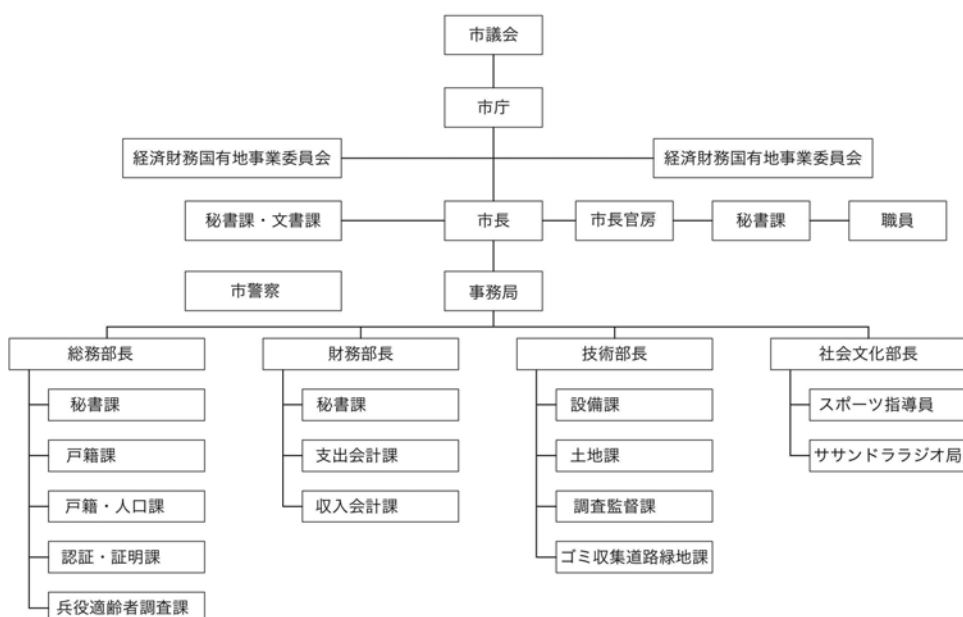 市議会
市庁
経済財務国有地事業委員会
経済財務国有地事業委員会
秘書課・文書課
市長
市長官房
秘書課
職員
市警察
事務局
総務部長
財務部長
技術部長
社会文化部長
秘書課
秘書課
設備課
スポーツ指導員
戸籍課
支出会計課
土地課
ササンドララジオ局
戸籍・人口課
収入会計課
調査監督課
認証・証明課
ゴミ収集道路緑地課
兵役適齢者調査課